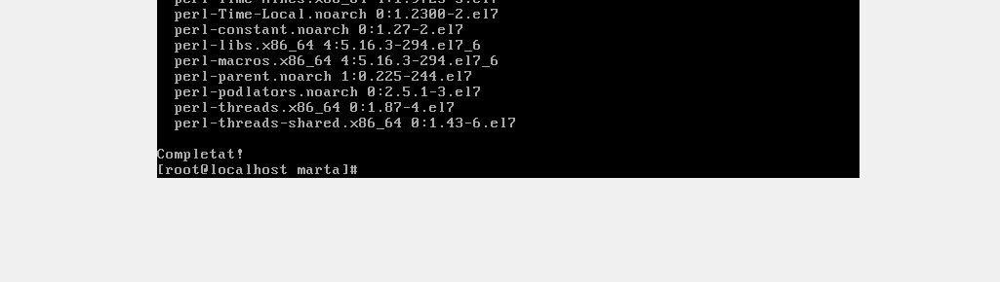 perl-Time-Local.noarch 0:1.2300-2.el7
perl-constant.noarch 0:1.27-2.el7
perl-libs.x86_64 4:5.16.3-294.el7_6
perl-macros.x86_64 4:5.16.3-294.el7_6
perl-parent.noarch 1:0.225-244.el7
perl-podlators.noarch 0:2.5.1-3.el7
perl-threads.x86_64 0:1.87-4.el7
perl-threads-shared.x86_64 0:1.43-6.el7
Completat!
[root@localhost marta]#